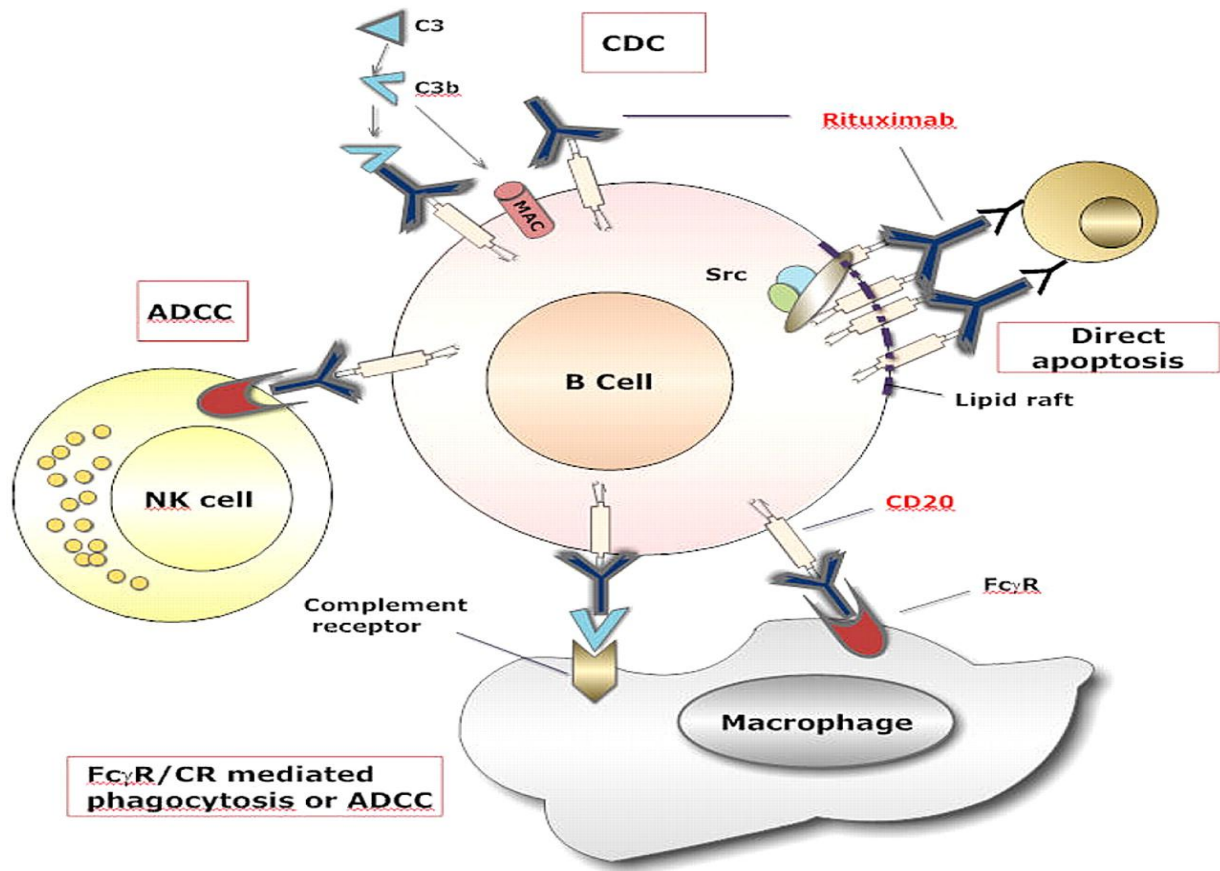 C3
CDC
C3b
Rituximab
MAC
Src
ADCC
Direct
apoptosis
B Cell
Lipid raft
NK cell
CD20
FcγR
Complement
receptor
Macrophage
FcγR/CR mediated
phagocytosis or ADCC